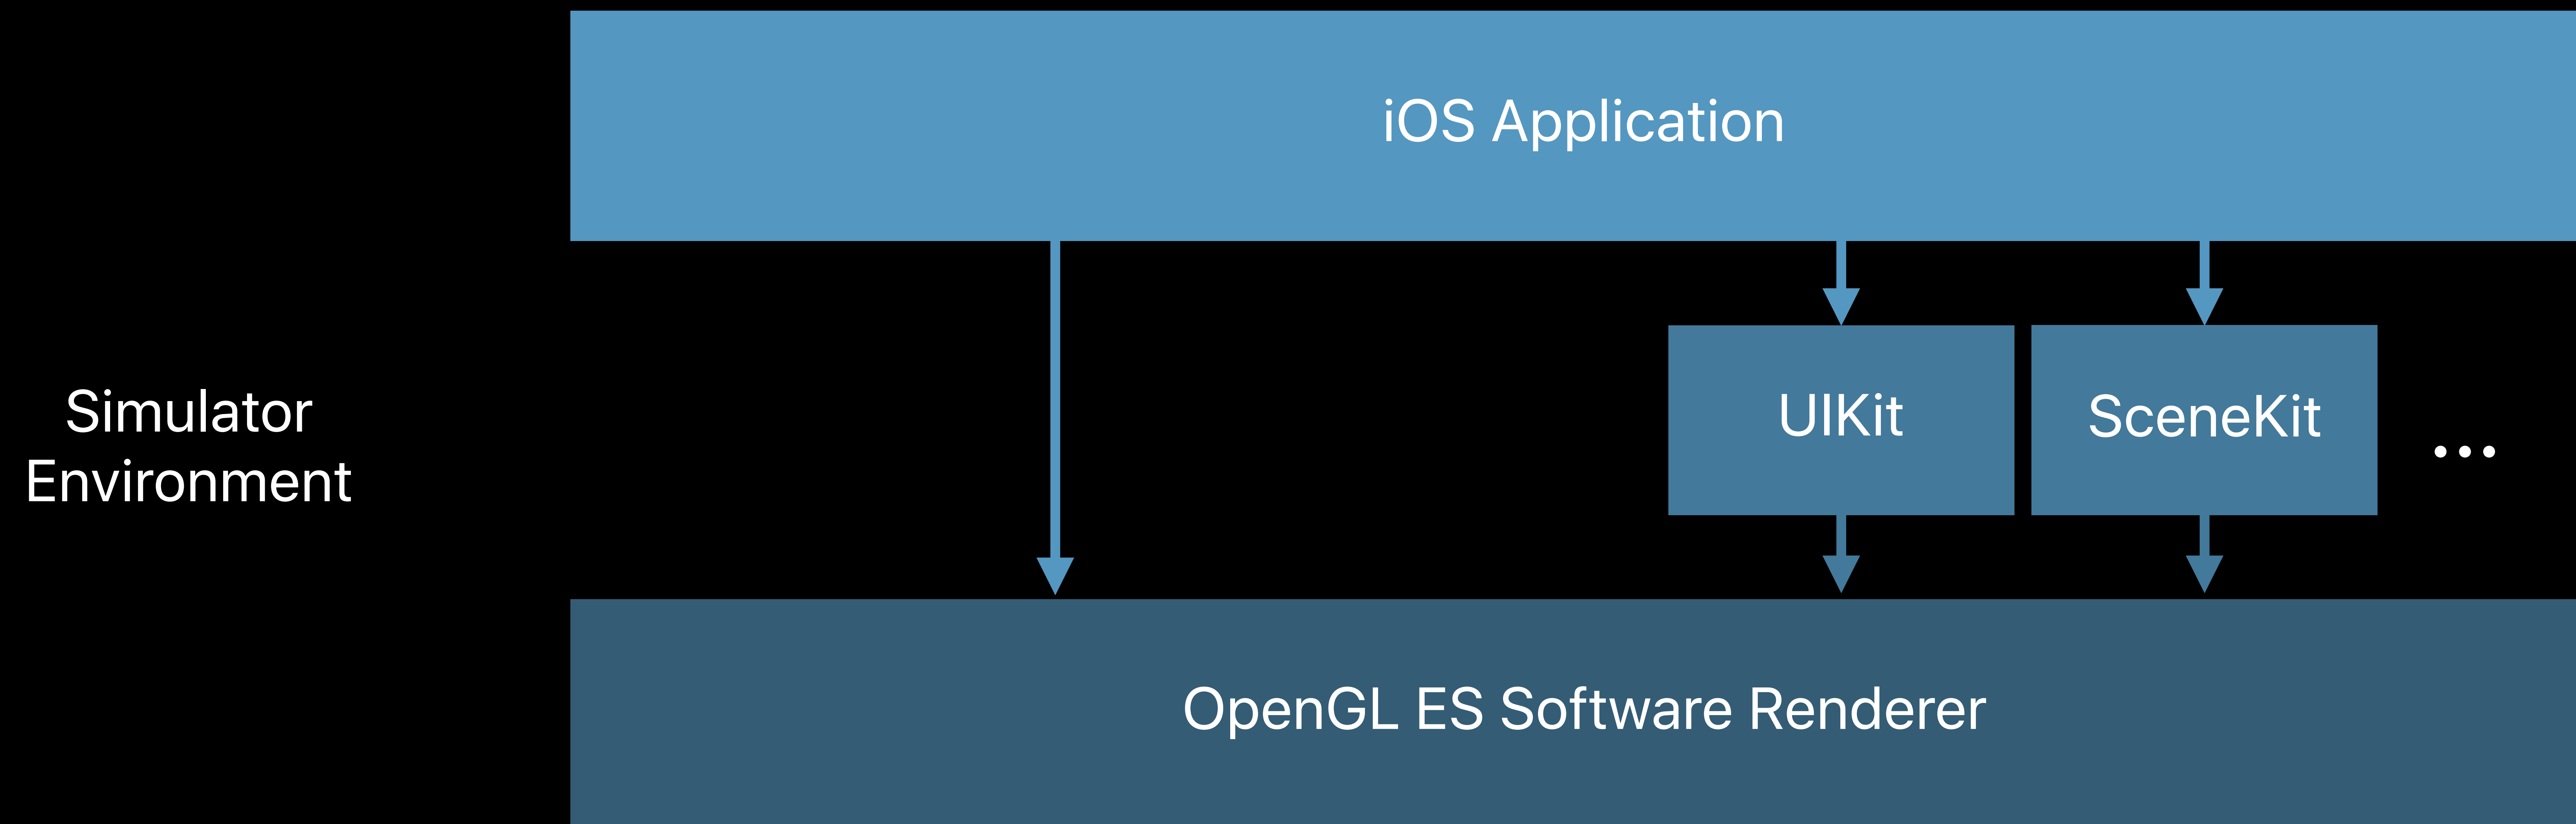 iOS Application
Simulator
Environment
UIKit
SceneKit
...
OpenGL ES Software Renderer